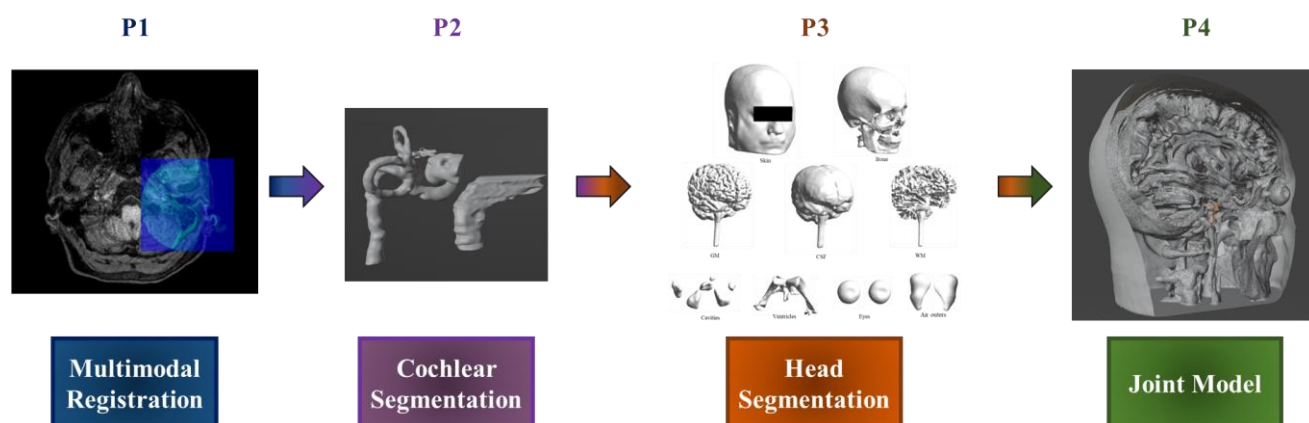 P1
P2
P3
P4
Skin
Bone
GM
CSF
WM
Cavities
Ventricles
Eyes
Air outlets
Multimodal
Registration
Cochlear
Segmentation
Head
Segmentation
Joint Model